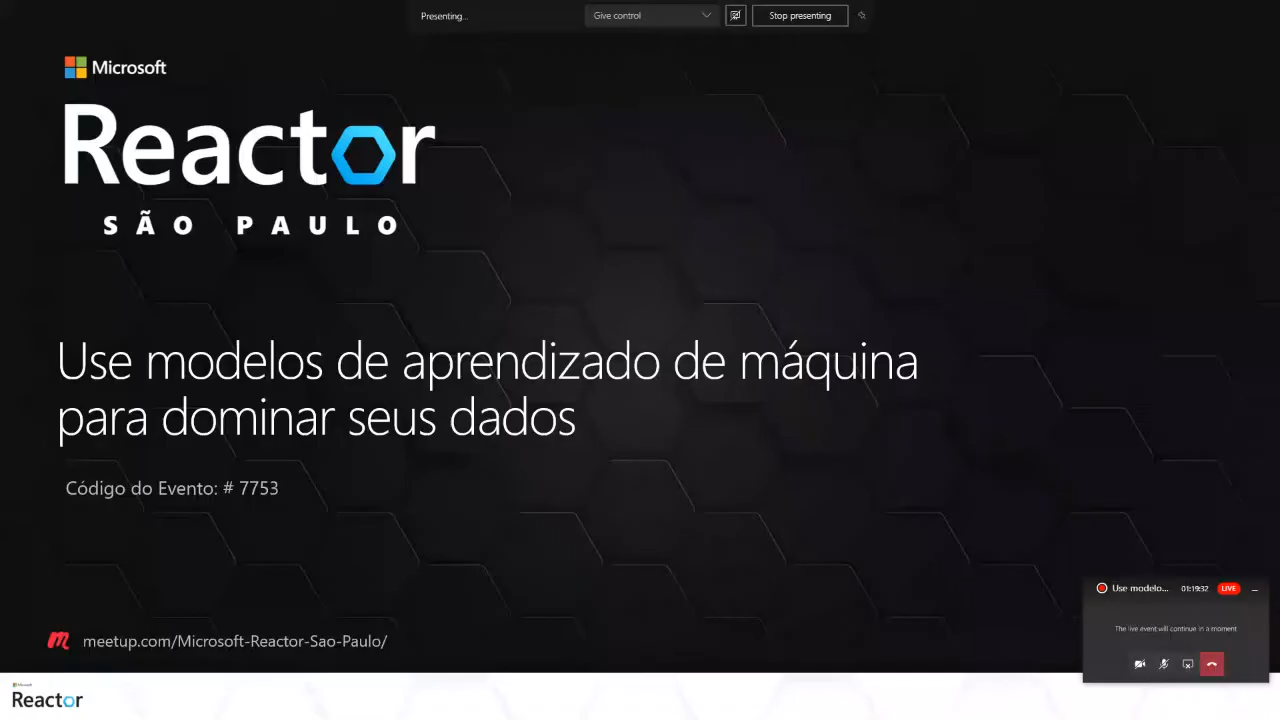 Presenting...
Give control
Stop presenting
Microsoft
Reactor
SÃO PAULO
Use modelos de aprendizado de máquina
para dominar seus dados
Código do Evento: # 7753
Use modelo...
01:19:32
LIVE
The live event will continue in a moment
meetup.com/Microsoft-Reactor-Sao-Paulo/
Microsoft
Reactor